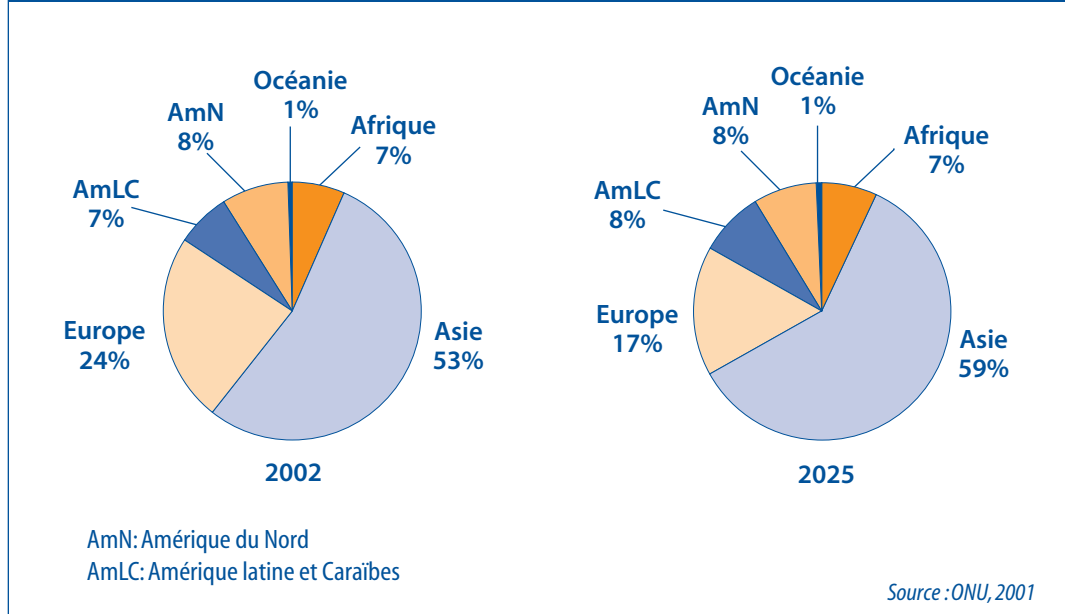 Océanie
1%
AmN
8%
Afrique
7%
AmLC
7%
Europe
24%
Asie
53%
2002
Océanie
1%
AmN
8%
Afrique
7%
AmLC
8%
Europe
17%
Asie
59%
2025
AmN: Amérique du Nord
AmLC: Amérique latine et Caraïbes
Source : ONU, 2001